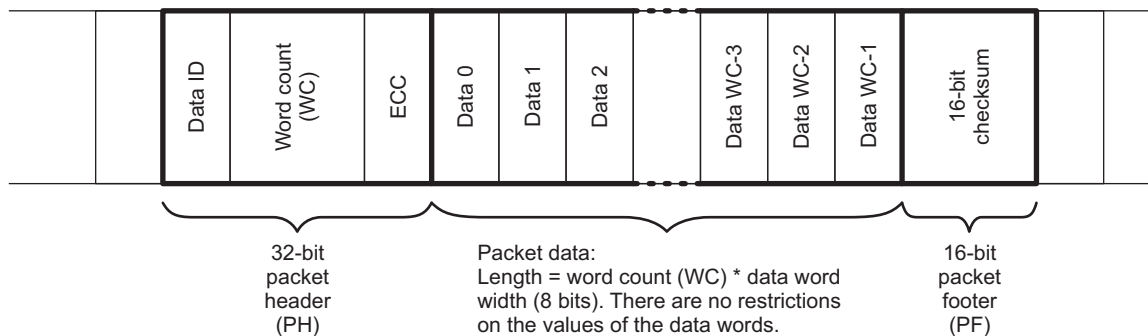 Data ID
Word count
(WC)
ECC
Data 0
Data 1
Data 2
Data WC-3
Data WC-2
Data WC-1
16-bit
checksum
32-bit
packet
header
(PH)
Packet data:
Length = word count (WC) * data word
width (8 bits). There are no restrictions
on the values of the data words.
16-bit
packet
footer
(PF)